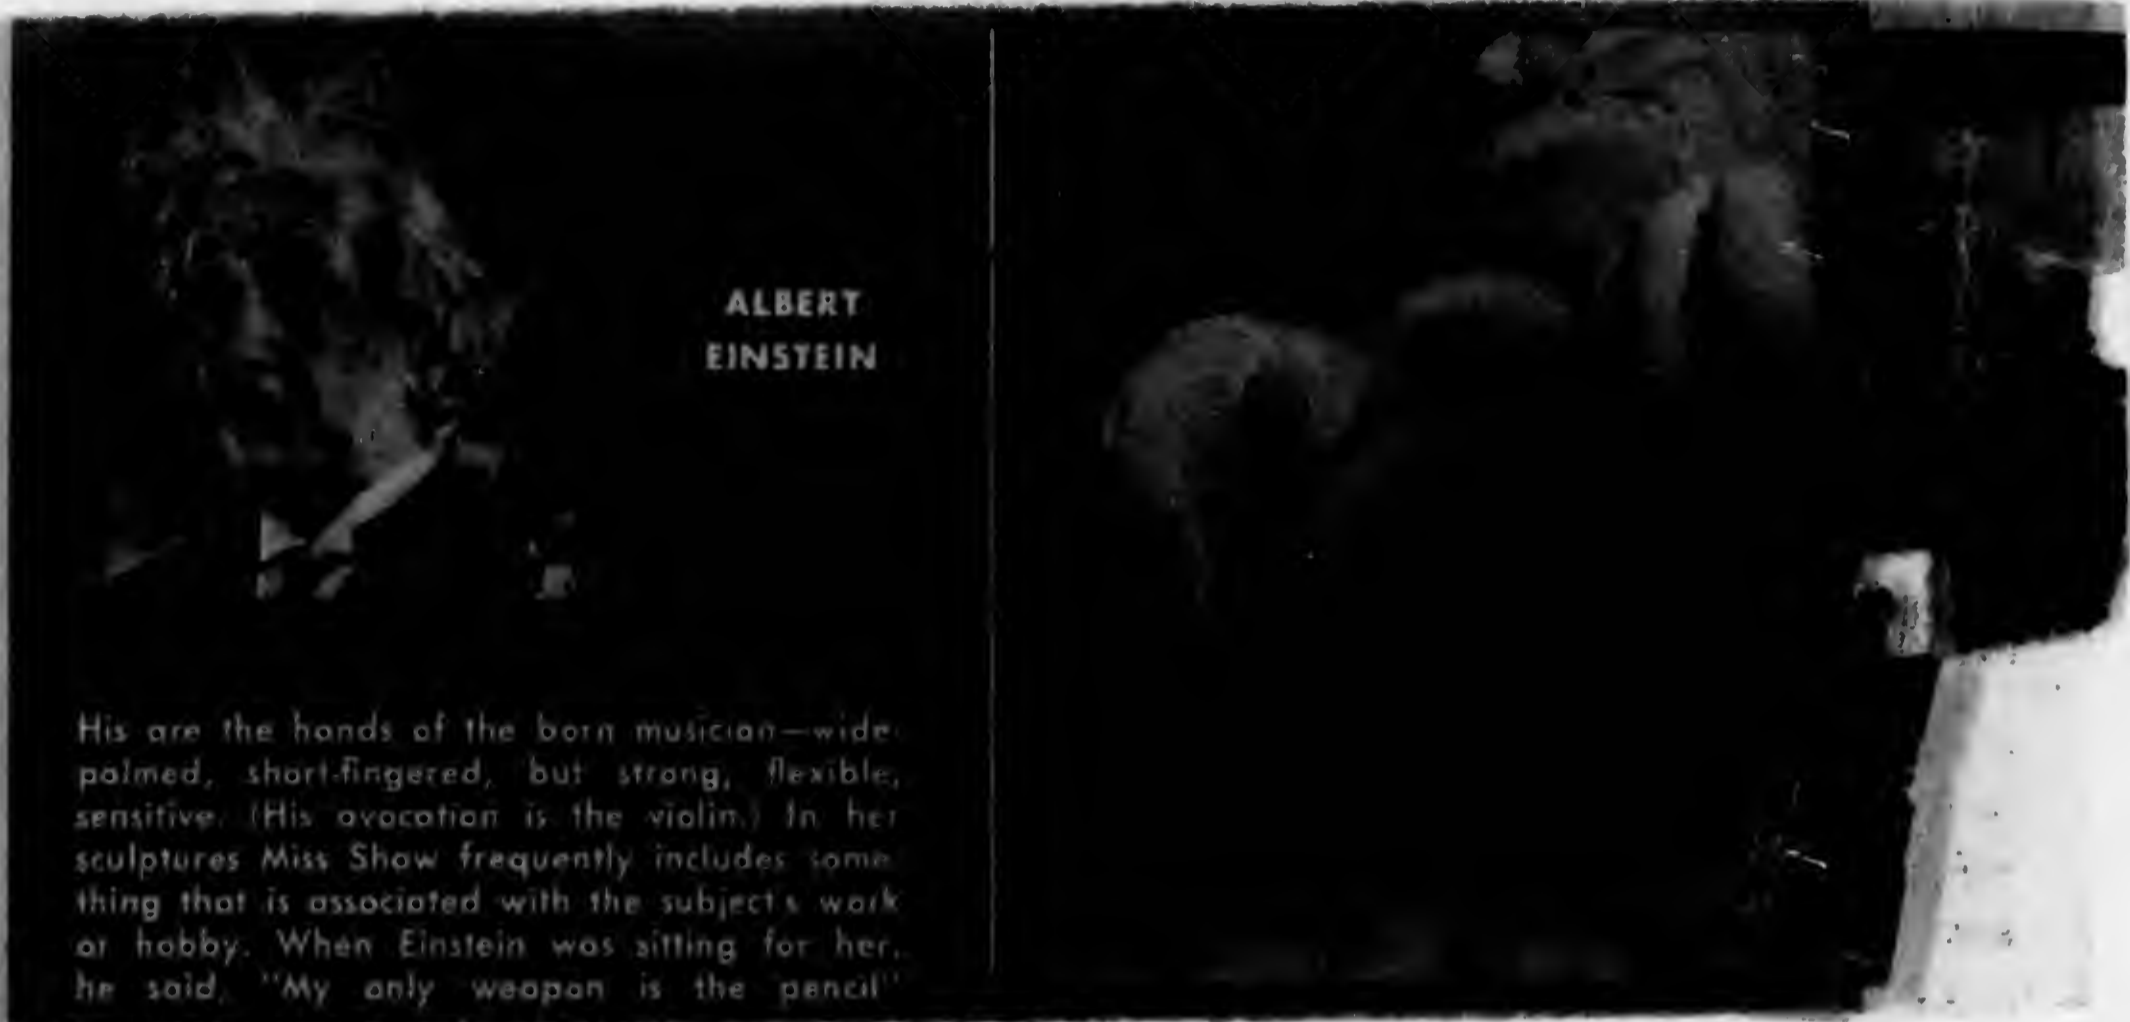 ALBERT
EINSTEIN
His are the hands of the born musician—wide-
palmed, short-fingered, but strong, flexible,
sensitive. (His avocation is the violin.) In her
sculptures Miss Shaw frequently includes some-
thing that is associated with the subject's work
or hobby. When Einstein was sitting for her,
he said, "My only weapon is the pencil"